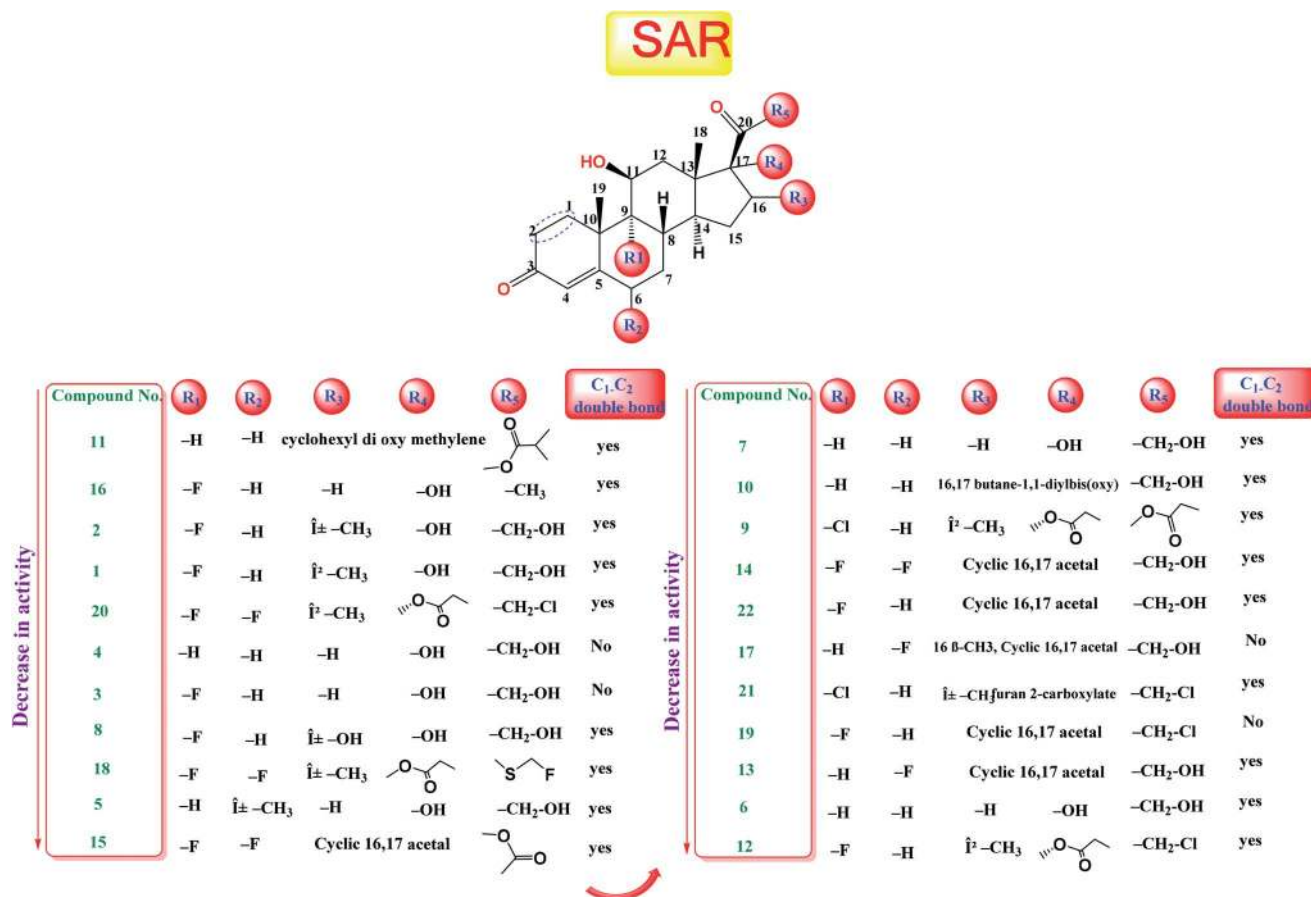 SAR
O
20
R5
18
12
HO
11
13
17
R4
19
H
16
R3
1
9
10
14
2
8
15
R1
H
3
5
7
O
4
6
R2
Decrease in activity
Compound No. R1 R2 R3 R4 R5 C1-C2 double bond
11 –H –H cyclohexyl di oxy methylene O O yes
16 –F –H –H –OH –CH3 yes
2 –F –H α –CH3 –OH –CH2-OH yes
1 –F –H β –CH3 –OH –CH2-OH yes
20 –F –F β –CH3 O O –CH2-Cl yes
4 –H –H –H –OH –CH2-OH No
3 –F –H –H –OH –CH2-OH No
8 –F –H α –OH –OH –CH2-OH yes
18 –F –F α –CH3 O O S F yes
5 –H α –CH3 –H –OH –CH2-OH yes
15 –F –F Cyclic 16,17 acetal O O yes
Decrease in activity
Compound No. R1 R2 R3 R4 R5 C1-C2 double bond
7 –H –H –H –OH –CH2-OH yes
10 –H –H 16,17 butane-1,1-diylbis(oxy) –CH2-OH yes
9 –Cl –H β –CH3 O O O O yes
14 –F –F Cyclic 16,17 acetal –CH2-OH yes
22 –F –H Cyclic 16,17 acetal –CH2-OH yes
17 –H –F 16 ß-CH3, Cyclic 16,17 acetal –CH2-OH No
21 –Cl –H α –CH3 furan 2-carboxylate –CH2-Cl yes
19 –F –H Cyclic 16,17 acetal –CH2-Cl No
13 –H –F Cyclic 16,17 acetal –CH2-OH yes
6 –H –H –H –OH –CH2-OH yes
12 –F –H β –CH3 O O –CH2-Cl yes